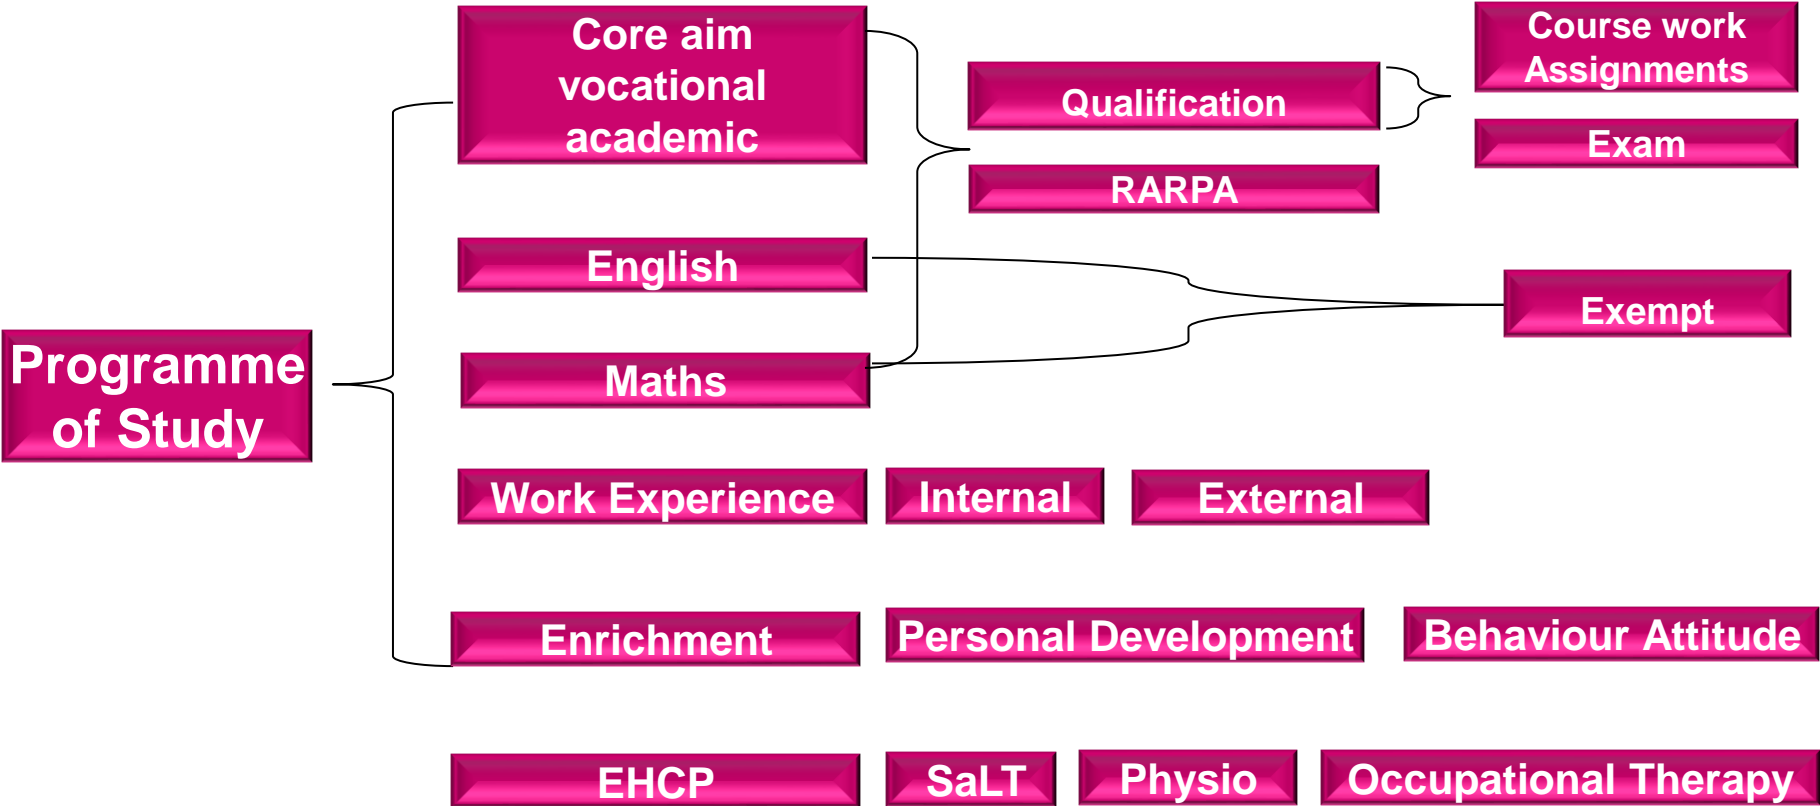 Core aim
vocational
academic
Course work
Assignments
Qualification
Exam
RARPA
English
Exempt
Programme
of Study
Maths
Work Experience
Internal
External
Enrichment
Personal Development
Behaviour Attitude
EHCP
SaLT
Physio
Occupational Therapy